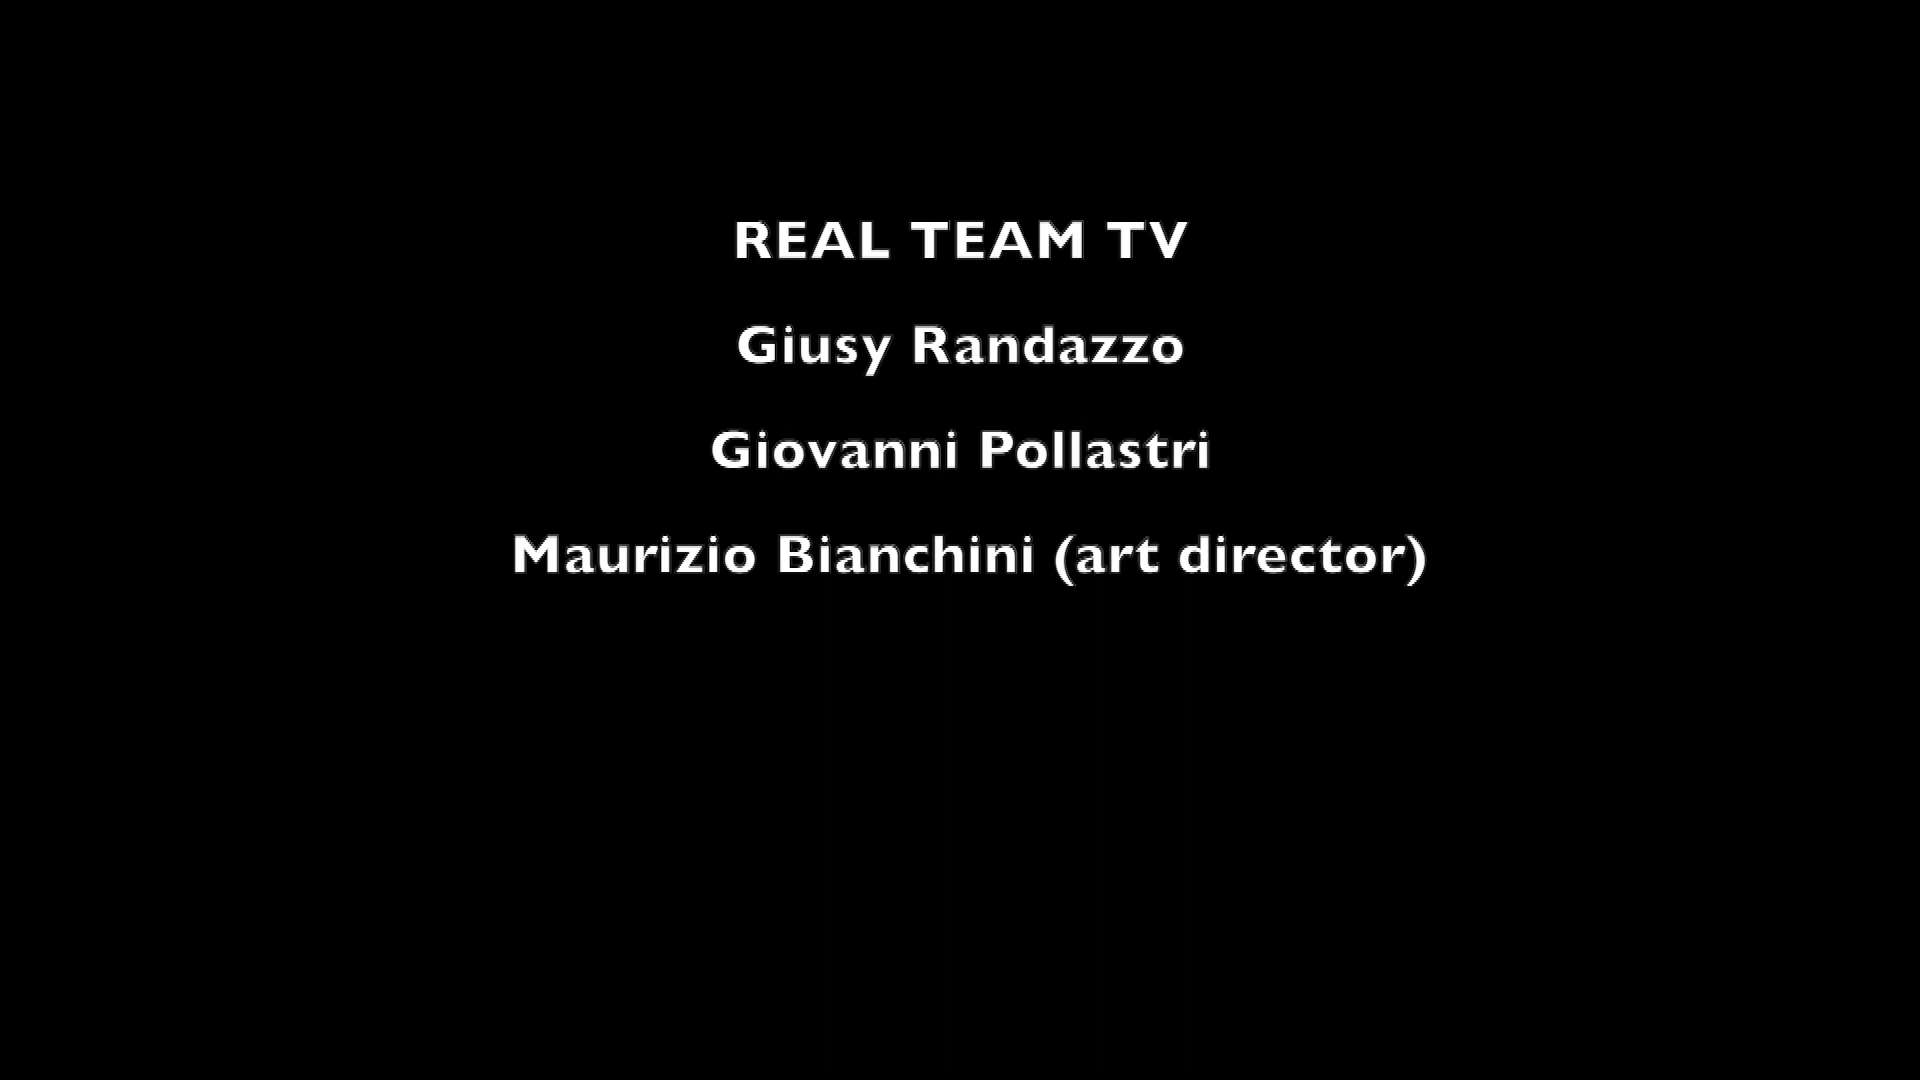 REAL TEAM TV
Giusy Randazzo
Giovanni Pollastri
Maurizio Bianchini (art director)